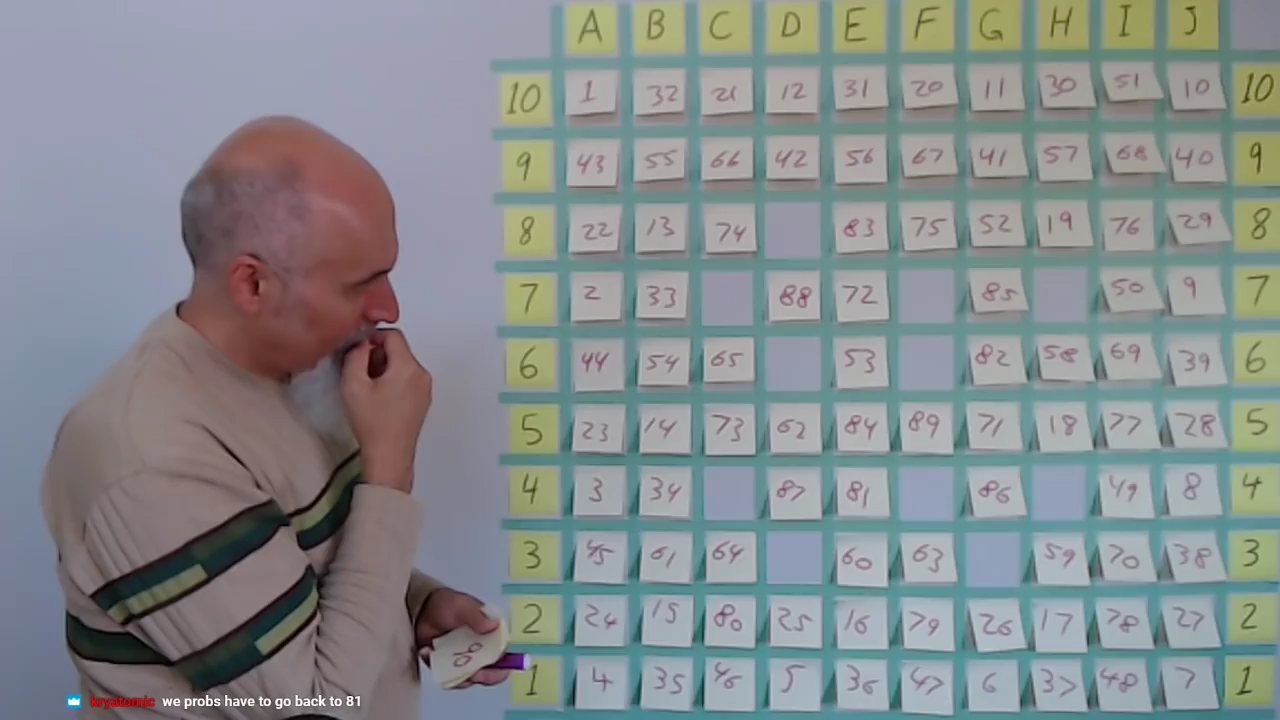 A B C D E F G H I J
10 1 32 21 12 31 20 11 30 51 10 10
9 43 55 66 42 56 67 41 57 68 40 9
8 22 13 74 83 75 52 19 76 29 8
7 2 33 88 72 85 50 9 7
6 44 54 65 53 82 58 69 39 6
5 23 14 73 62 84 89 71 18 77 28 5
4 3 34 87 81 86 49 8 4
3 45 61 64 60 63 59 70 38 3
2 24 15 80 25 16 79 26 17 78 27 2
1 4 35 46 5 36 47 6 37 48 7 1
90
kryatomic we probs have to go back to 81